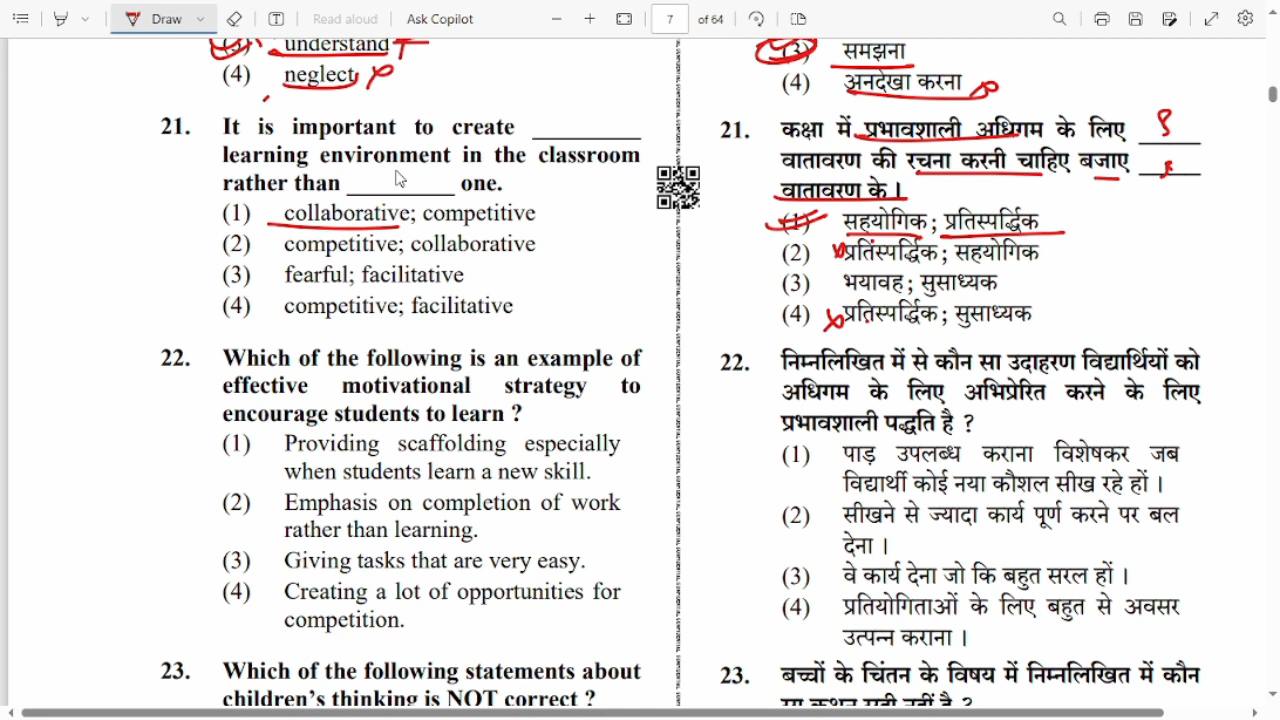 Draw
Read aloud
Ask Copilot
7
of 64
understand
(4) neglect
21. It is important to create ________
learning environment in the classroom
rather than ________ one.
(1) collaborative; competitive
(2) competitive; collaborative
(3) fearful; facilitative
(4) competitive; facilitative
22. Which of the following is an example of
effective motivational strategy to
encourage students to learn ?
(1) Providing scaffolding especially
when students learn a new skill.
(2) Emphasis on completion of work
rather than learning.
(3) Giving tasks that are very easy.
(4) Creating a lot of opportunities for
competition.
23. Which of the following statements about
children's thinking is NOT correct ?
(3) समझना
(4) अनदेखा करना
21. कक्षा में प्रभावशाली अधिगम के लिए ______
वातावरण की रचना करनी चाहिए बजाए ______
वातावरण के ।
(1) सहयोगिक ; प्रतिस्पर्द्धिक
(2) प्रतिस्पर्द्धिक ; सहयोगिक
(3) भयावह ; सुसाध्यक
(4) प्रतिस्पर्द्धिक ; सुसाध्यक
22. निम्नलिखित में से कौन सा उदाहरण विद्यार्थियों को
अधिगम के लिए अभिप्रेरित करने के लिए
प्रभावशाली पद्धति है ?
(1) पाड़ उपलब्ध कराना विशेषकर जब
विद्यार्थी कोई नया कौशल सीख रहे हों ।
(2) सीखने से ज्यादा कार्य पूर्ण करने पर बल
देना ।
(3) वे कार्य देना जो कि बहुत सरल हों ।
(4) प्रतियोगिताओं के लिए बहुत से अवसर
उत्पन्न कराना ।
23. बच्चों के चिंतन के विषय में निम्नलिखित में कौन
सा कथन सही नहीं है ?